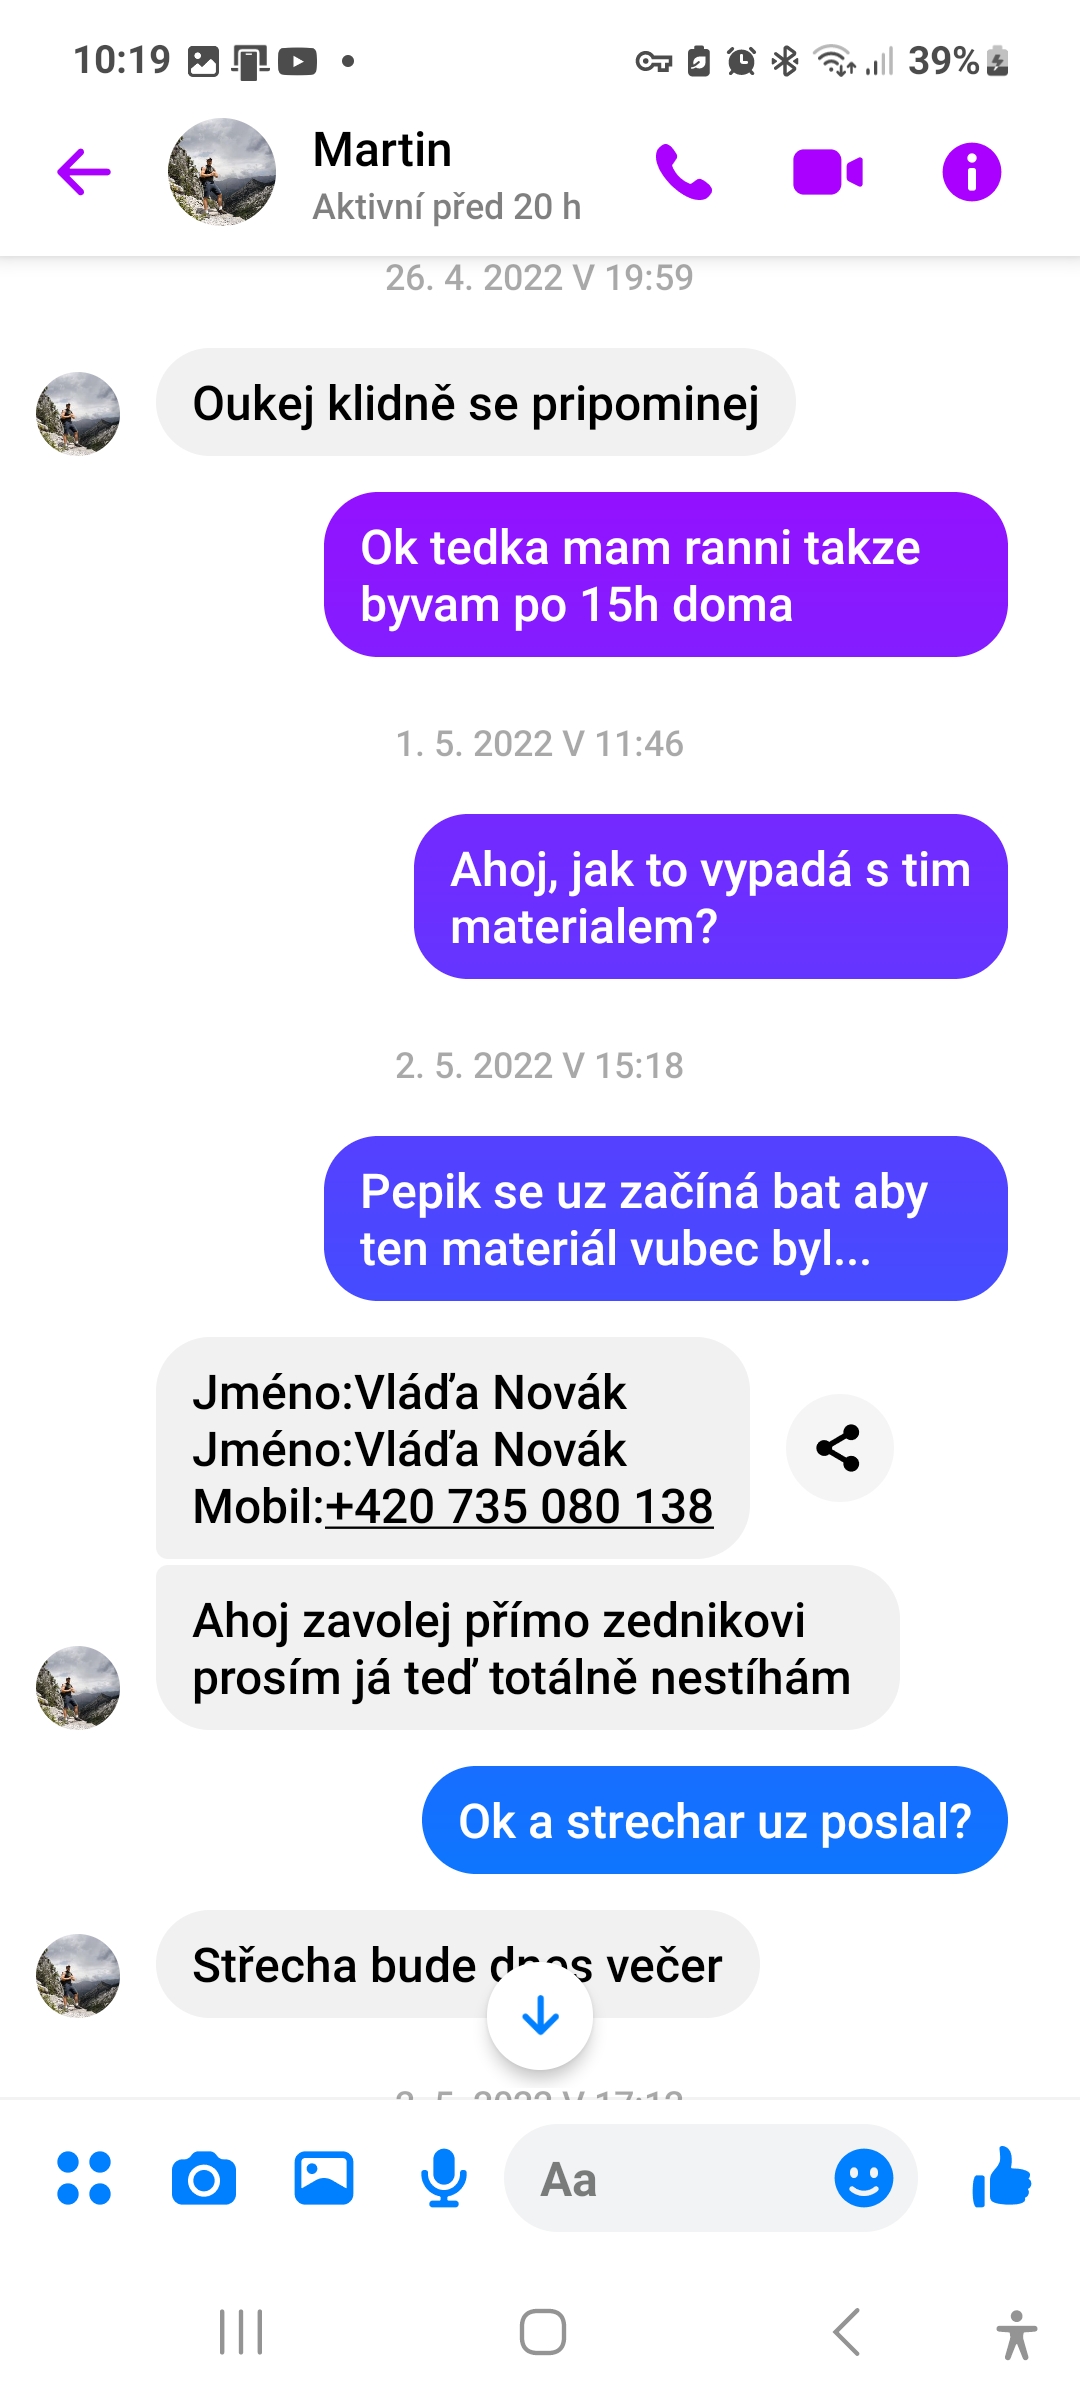 10:19
39%
Martin
Aktivní před 20 h
26. 4. 2022 V 19:59
Oukej klidně se pripominej
Ok tedka mam ranni takze
byvam po 15h doma
1. 5. 2022 V 11:46
Ahoj, jak to vypadá s tim
materialem?
2. 5. 2022 V 15:18
Pepik se uz začíná bat aby
ten materiál vubec byl...
Jméno:Vláďa Novák
Jméno:Vláďa Novák
Mobil:+420 735 080 138
Ahoj zavolej přímo zednikovi
prosím já teď totálně nestíhám
Ok a strechar uz poslal?
Střecha bude dnes večer
Aa